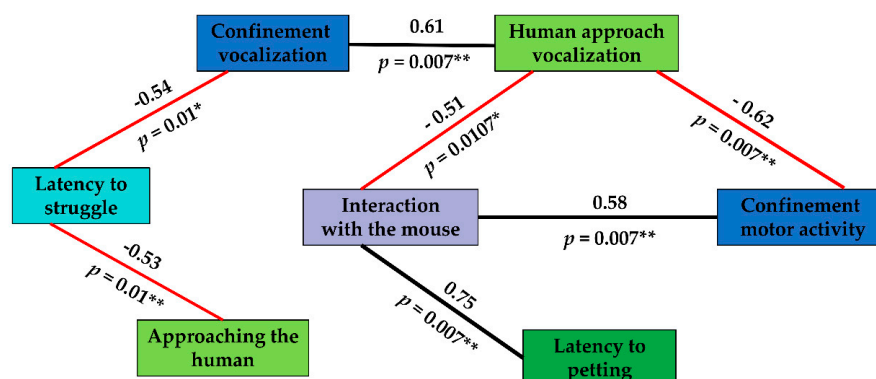 Confinement
vocalization
0.61
p = 0.007**
Human approach
vocalization
-0.54
p = 0.01*
- 0.51
p = 0.0107*
- 0.62
p = 0.007**
Latency to
struggle
Interaction
with the mouse
0.58
p = 0.007**
Confinement
motor activity
-0.53
p = 0.01**
0.75
p = 0.007**
Approaching the
human
Latency to
petting